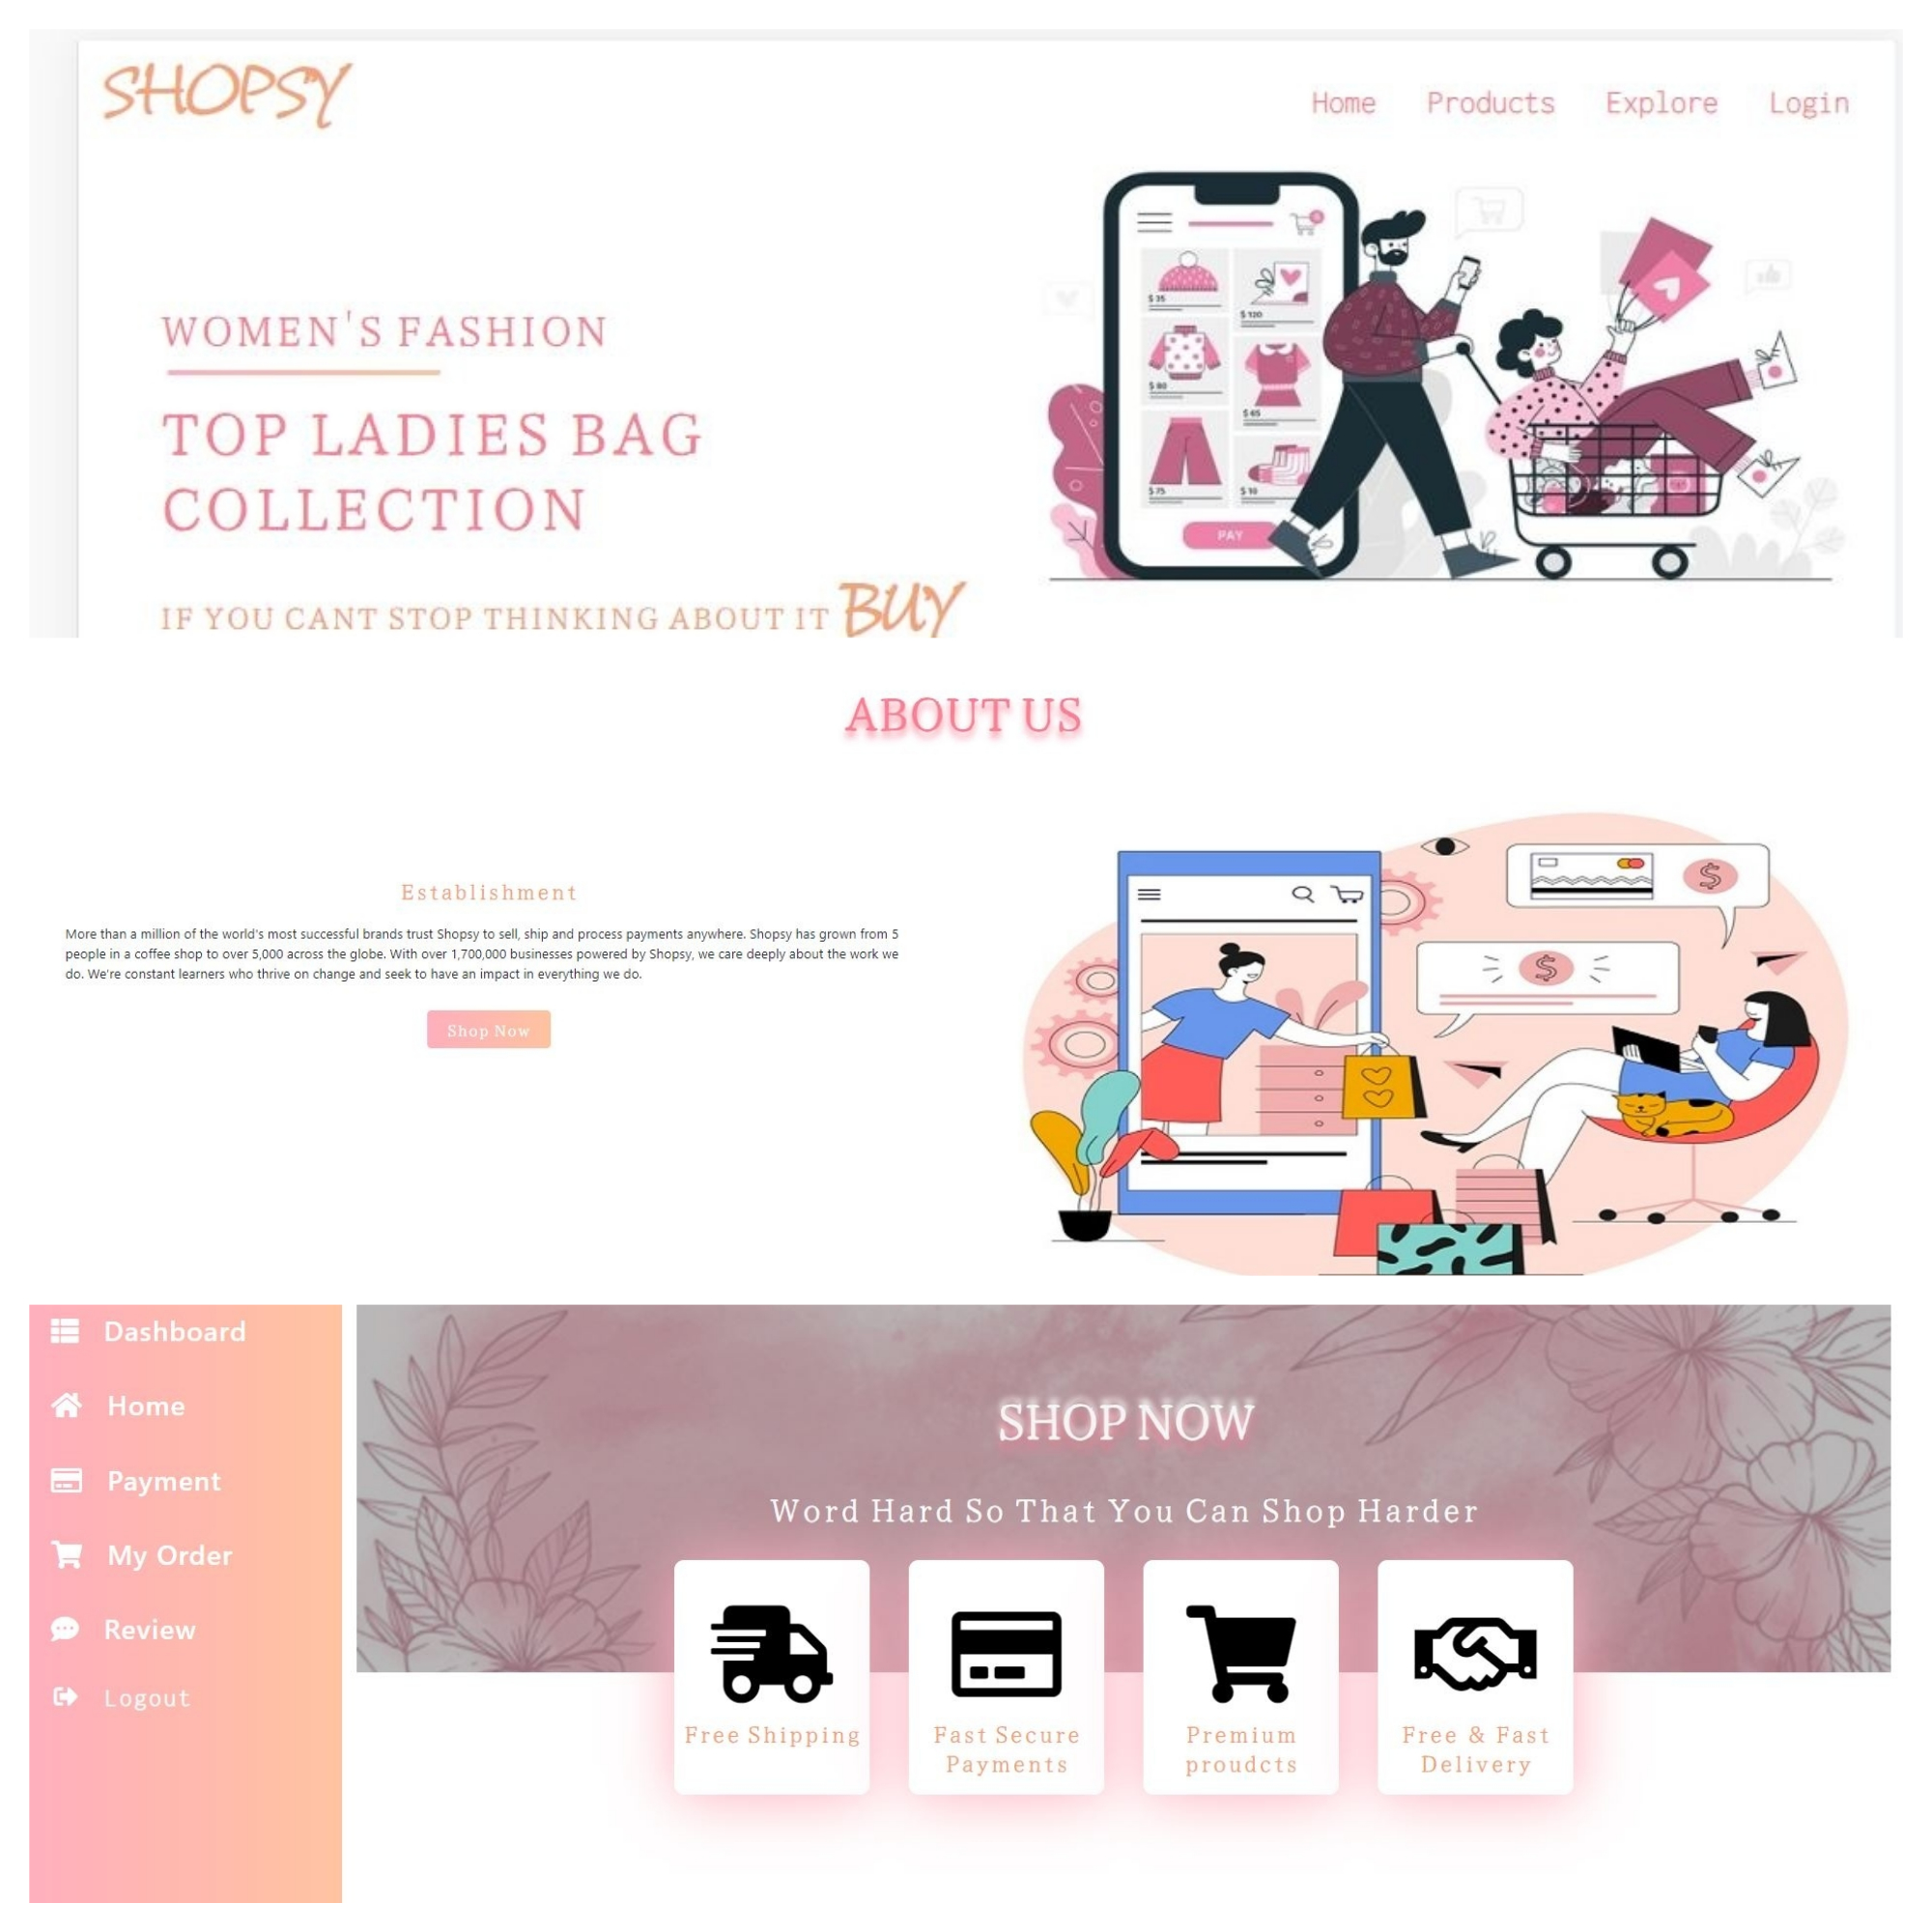 SHOPSY
Home Products Explore Login
WOMEN'S FASHION
TOP LADIES BAG
COLLECTION
IF YOU CANT STOP THINKING ABOUT IT BUY
$ 35
$ 120
$ 80
$ 65
$ 75
$ 10
PAY
ABOUT US
Establishment
More than a million of the world's most successful brands trust Shopsy to sell, ship and process payments anywhere. Shopsy has grown from 5
people in a coffee shop to over 5,000 across the globe. With over 1,700,000 businesses powered by Shopsy, we care deeply about the work we
do. We're constant learners who thrive on change and seek to have an impact in everything we do.
Shop Now
$
$
Dashboard
Home
Payment
My Order
Review
Logout
SHOP NOW
Word Hard So That You Can Shop Harder
Free Shipping
Fast Secure
Payments
Premium
proudcts
Free & Fast
Delivery